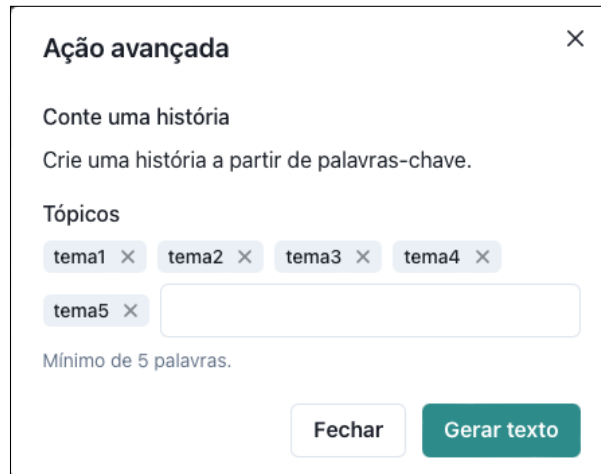 Ação avançada
Conte uma história
Crie uma história a partir de palavras-chave.
Tópicos
tema1 × tema2 × tema3 × tema4 ×
tema5 ×
Mínimo de 5 palavras.
Fechar Gerar texto